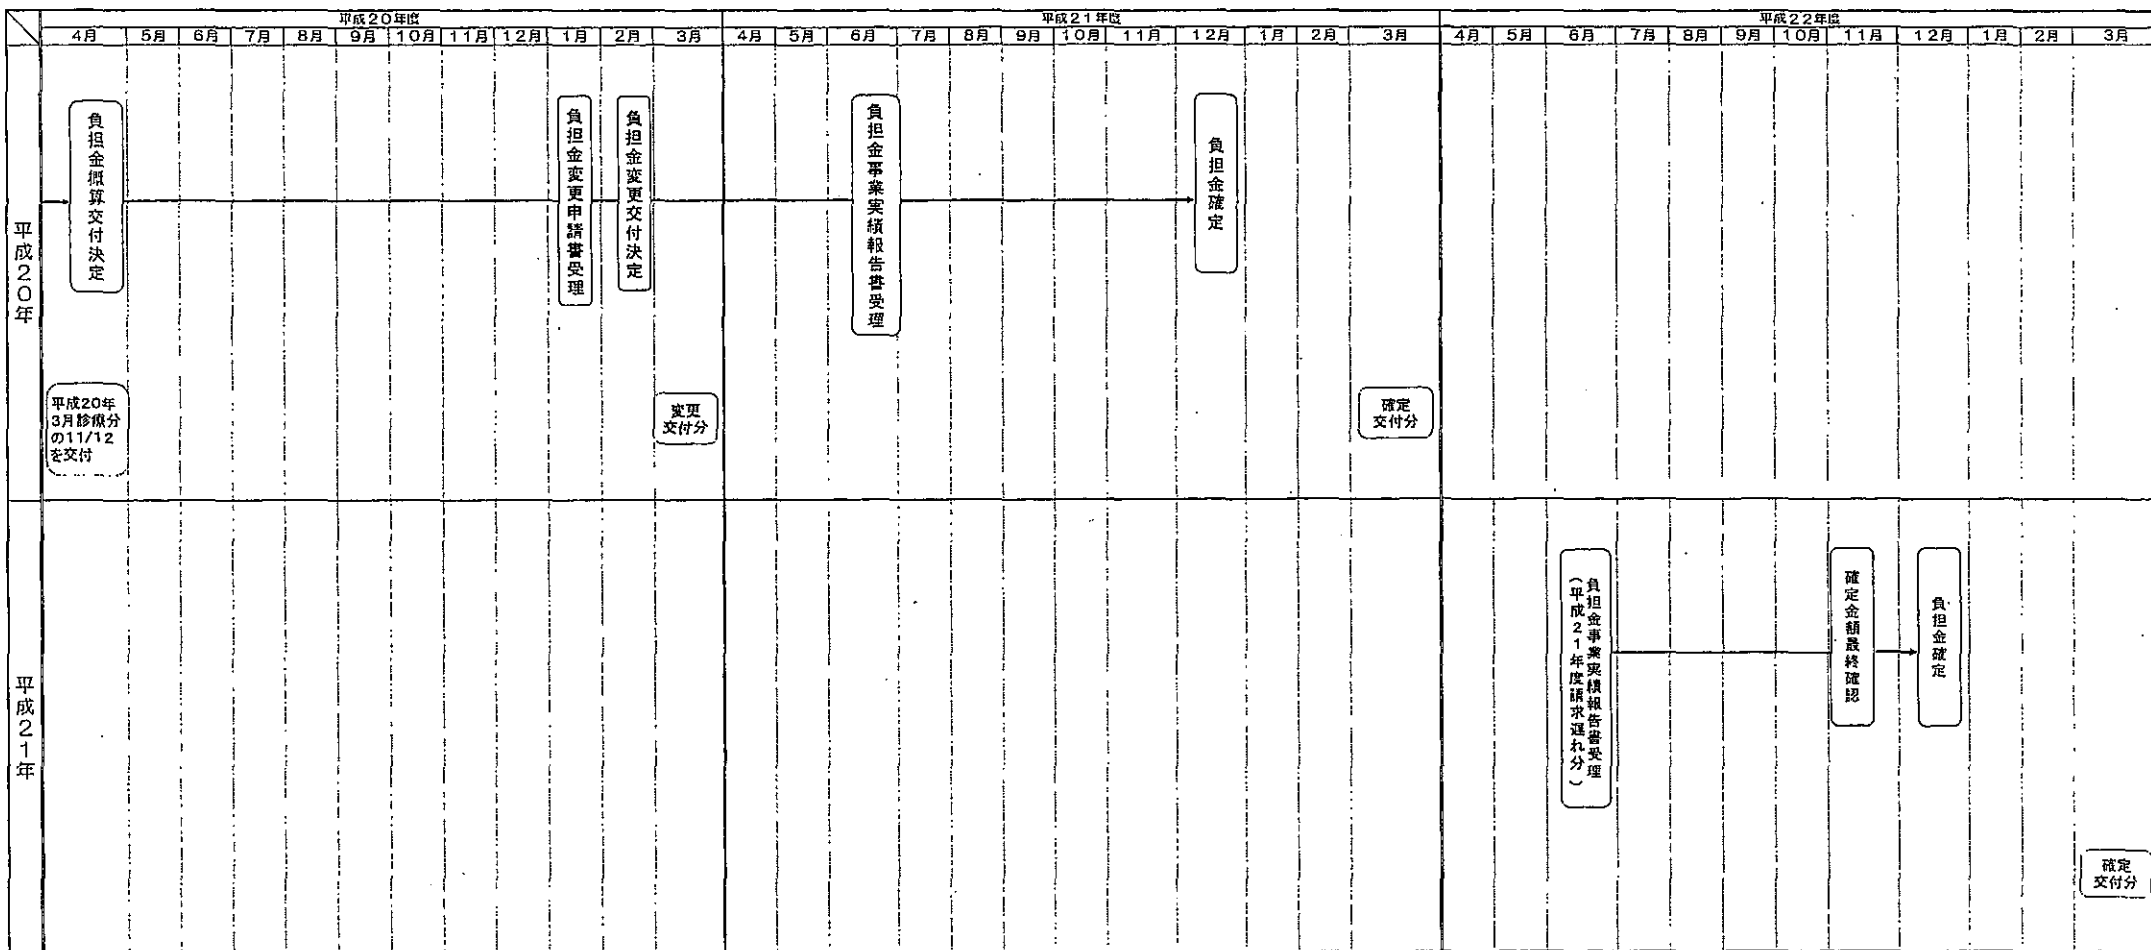 平成20年度 平成21年度 平成22年度
4月 5月 6月 7月 8月 9月 10月 11月 12月 1月 2月 3月 4月 5月 6月 7月 8月 9月 10月 11月 12月 1月 2月 3月 4月 5月 6月 7月 8月 9月 10月 11月 12月 1月 2月 3月
平成20年
負担金概算交付決定
負担金変更申請書受理
負担金変更交付決定
負担金事業実績報告書受理
負担金確定
平成20年
3月診療分
の11/12
を交付
変更
交付分
確定
交付分
平成21年
負担金事業実績報告書受理
(平成21年度請求遅れ分)
確定金額最終確認
負担金確定
確定
交付分